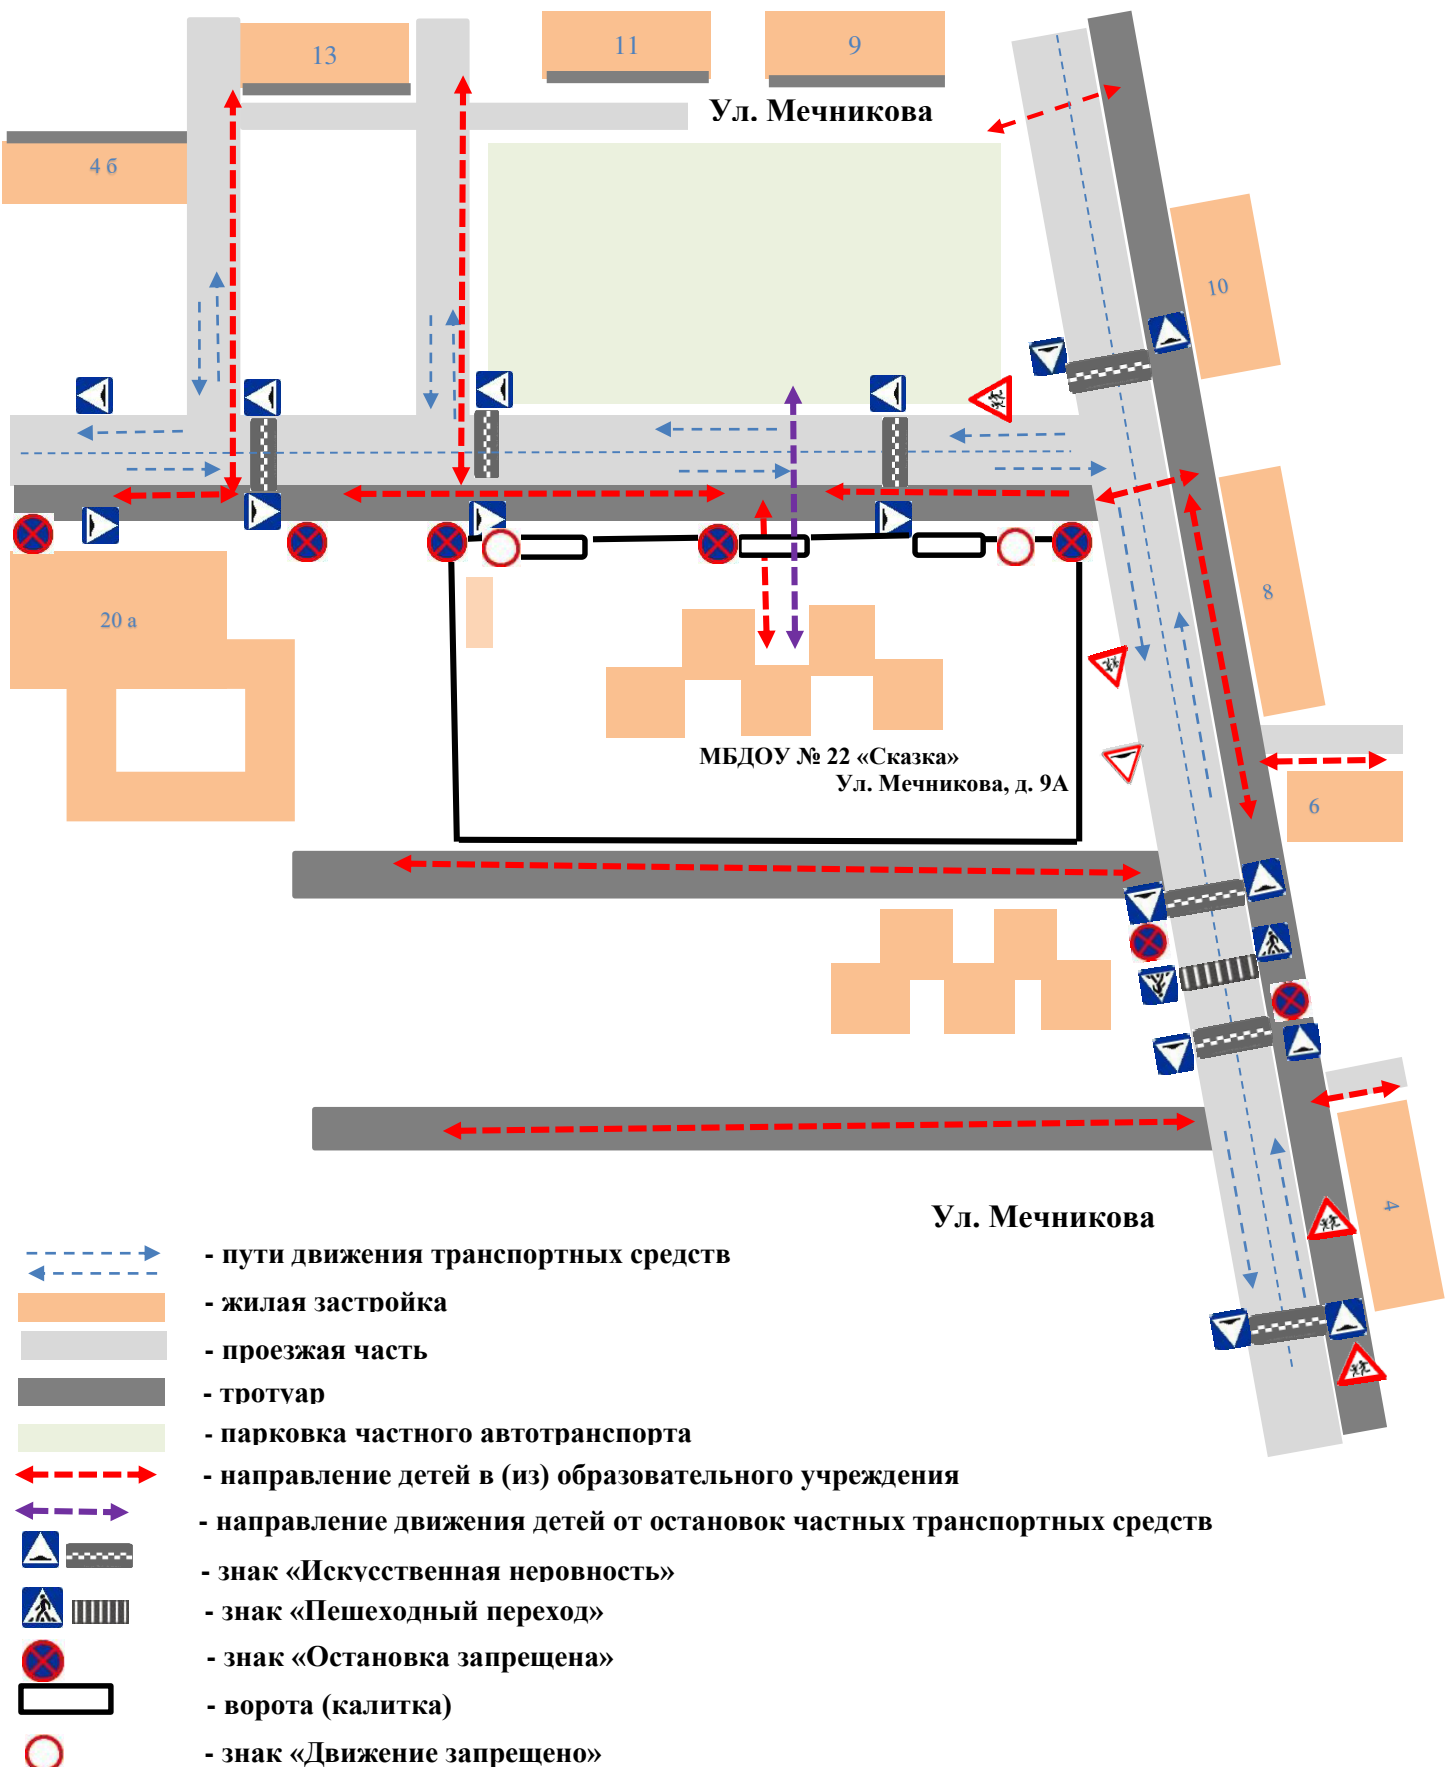 13
11
9
Ул. Мечникова
4 б
10
8
20 а
МБДОУ № 22 «Сказка»
Ул. Мечникова, д. 9А
6
4
Ул. Мечникова
- пути движения транспортных средств
- жилая застройка
- проезжая часть
- тротуар
- парковка частного автотранспорта
- направление детей в (из) образовательного учреждения
- направление движения детей от остановок частных транспортных средств
- знак «Искусственная неровность»
- знак «Пешеходный переход»
- знак «Остановка запрещена»
- ворота (калитка)
- знак «Движение запрещено»